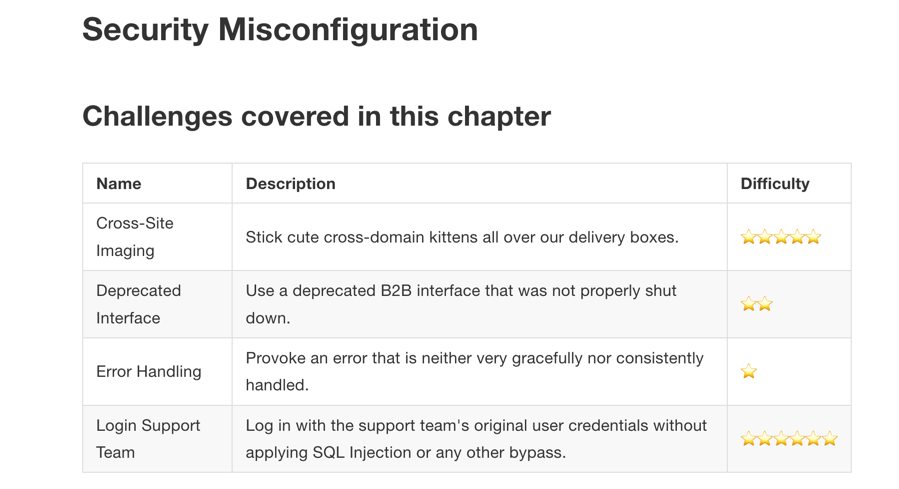 Security Misconfiguration
Challenges covered in this chapter
Name Description Difficulty
Cross-Site
Imaging
Stick cute cross-domain kittens all over our delivery boxes.
⭐⭐⭐⭐⭐
Deprecated
Interface
Use a deprecated B2B interface that was not properly shut
down.
⭐⭐
Error Handling
Provoke an error that is neither very gracefully nor consistently
handled.
⭐
Login Support
Team
Log in with the support team's original user credentials without
applying SQL Injection or any other bypass.
⭐⭐⭐⭐⭐⭐